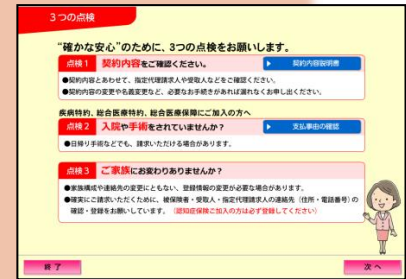 3つの点検
“確かな安心”のために、3つの点検をお願いします。
点検1 契約内容をご確認ください。 ▶ 契約内容説明書
●契約内容とあわせて、指定代理請求人や受取人などをご確認ください。
●契約内容の変更や名義変更など、必要なお手続きがあれば漏れなくお申し出ください。
疾病特約、総合医療特約、総合医療保障にご加入の方へ
点検2 入院や手術をされていませんか？ ▶ 支払事由の確認
●日帰り手術などでも、請求いただける場合があります。
点検3 ご家族にお変わりありませんか？
●家族構成や連絡先の変更にともない、登録情報の変更が必要な場合があります。
●確実にご請求いただくために、被保険者・受取人・指定代理請求人の連絡先（住所・電話番号）の
確認・登録をお願いしています。（認知症保険ご加入の方は必ず登録してください）
終了
次へ